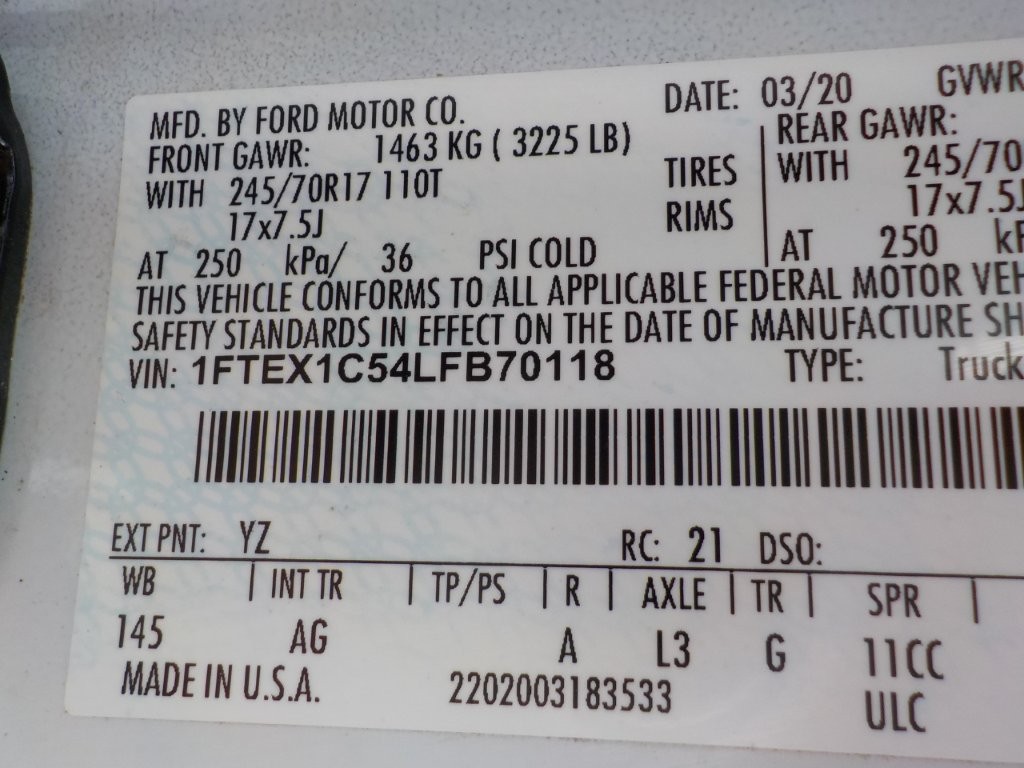 MFD. BY FORD MOTOR CO. DATE: 03/20 GVWR
FRONT GAWR: 1463 KG ( 3225 LB) REAR GAWR:
WITH 245/70R17 110T TIRES WITH 245/70
17x7.5J RIMS 17x7.5J
AT 250 kPa/ 36 PSI COLD AT 250
THIS VEHICLE CONFORMS TO ALL APPLICABLE FEDERAL MOTOR VEH
SAFETY STANDARDS IN EFFECT ON THE DATE OF MANUFACTURE SH
VIN: 1FTEX1C54LFB70118 TYPE: Truck
EXT PNT: YZ RC: 21 DSO:
WB | INT TR | TP/PS | R | AXLE | TR | SPR |
145 AG A L3 G 11CC
MADE IN U.S.A. 2202003183533 ULC